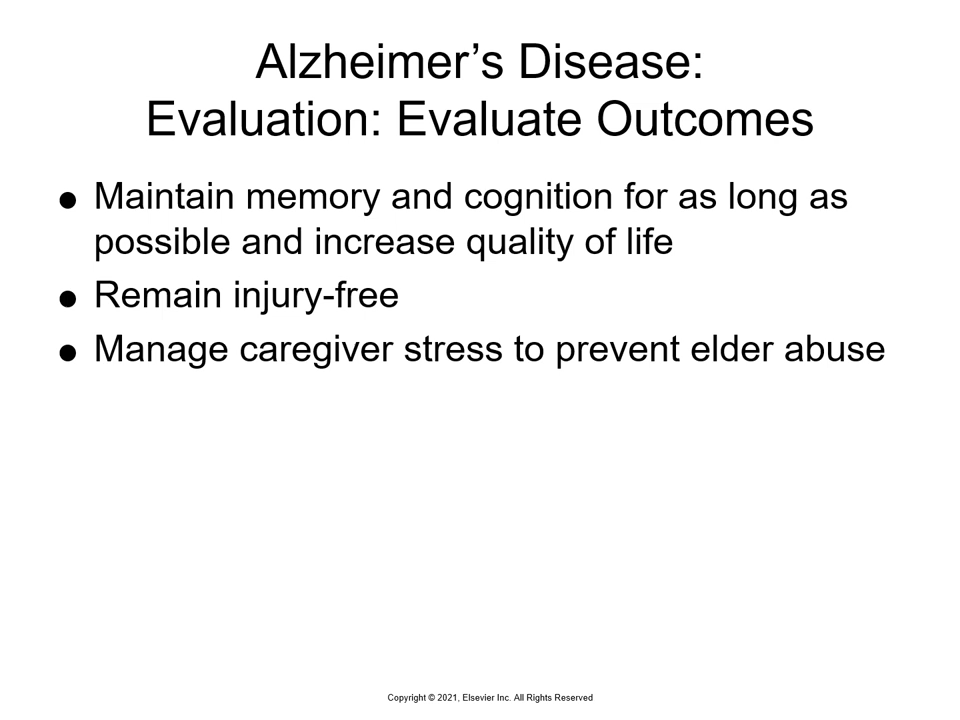 Alzheimer’s Disease:
Evaluation: Evaluate Outcomes
● Maintain memory and cognition for as long as
possible and increase quality of life
● Remain injury-free
● Manage caregiver stress to prevent elder abuse
Copyright © 2021, Elsevier Inc. All Rights Reserved